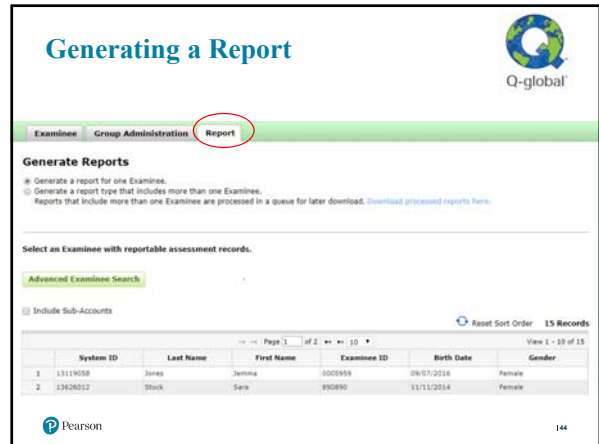 Generating a Report
Q-global
Examinee Group Administration Report
Generate Reports
Generate a report for one Examinee.
Generate a report type that includes more than one Examinee.
Reports that include more than one Examinee are processed in a queue for later download. Download processed reports here.
Select an Examinee with reportable assessment records.
Advanced Examinee Search
Include Sub-Accounts
Reset Sort Order 15 Records
Page 1 of 2 10 View 1 - 10 of 15
System ID Last Name First Name Examinee ID Birth Date Gender
1 13119058 Jones Jemma 0005959 09/07/2016 Female
2 13626012 Stock Sara 890890 11/11/2014 Female
Pearson
44